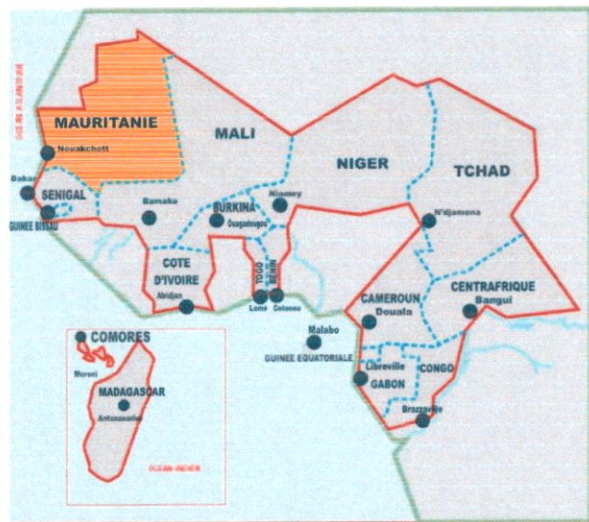 OCEAN ATLANTIQUE
MAURITANIE
Nouakchott
MALI
NIGER
TCHAD
Dakar
SENEGAL
GUINEE BISSAU
Bamako
BURKINA
Ouagadougou
Niamey
N'djamena
COTE
D'IVOIRE
Abidjan
TOGO
BENIN
Lome
Cotonou
CENTRAFRIQUE
Bangui
CAMEROUN
Douala
Malabo
GUINEE EQUATORIALE
Libreville
GABON
CONGO
Brazzaville
COMORES
Moroni
MADAGASCAR
Antananarivo
OCEAN INDIEN